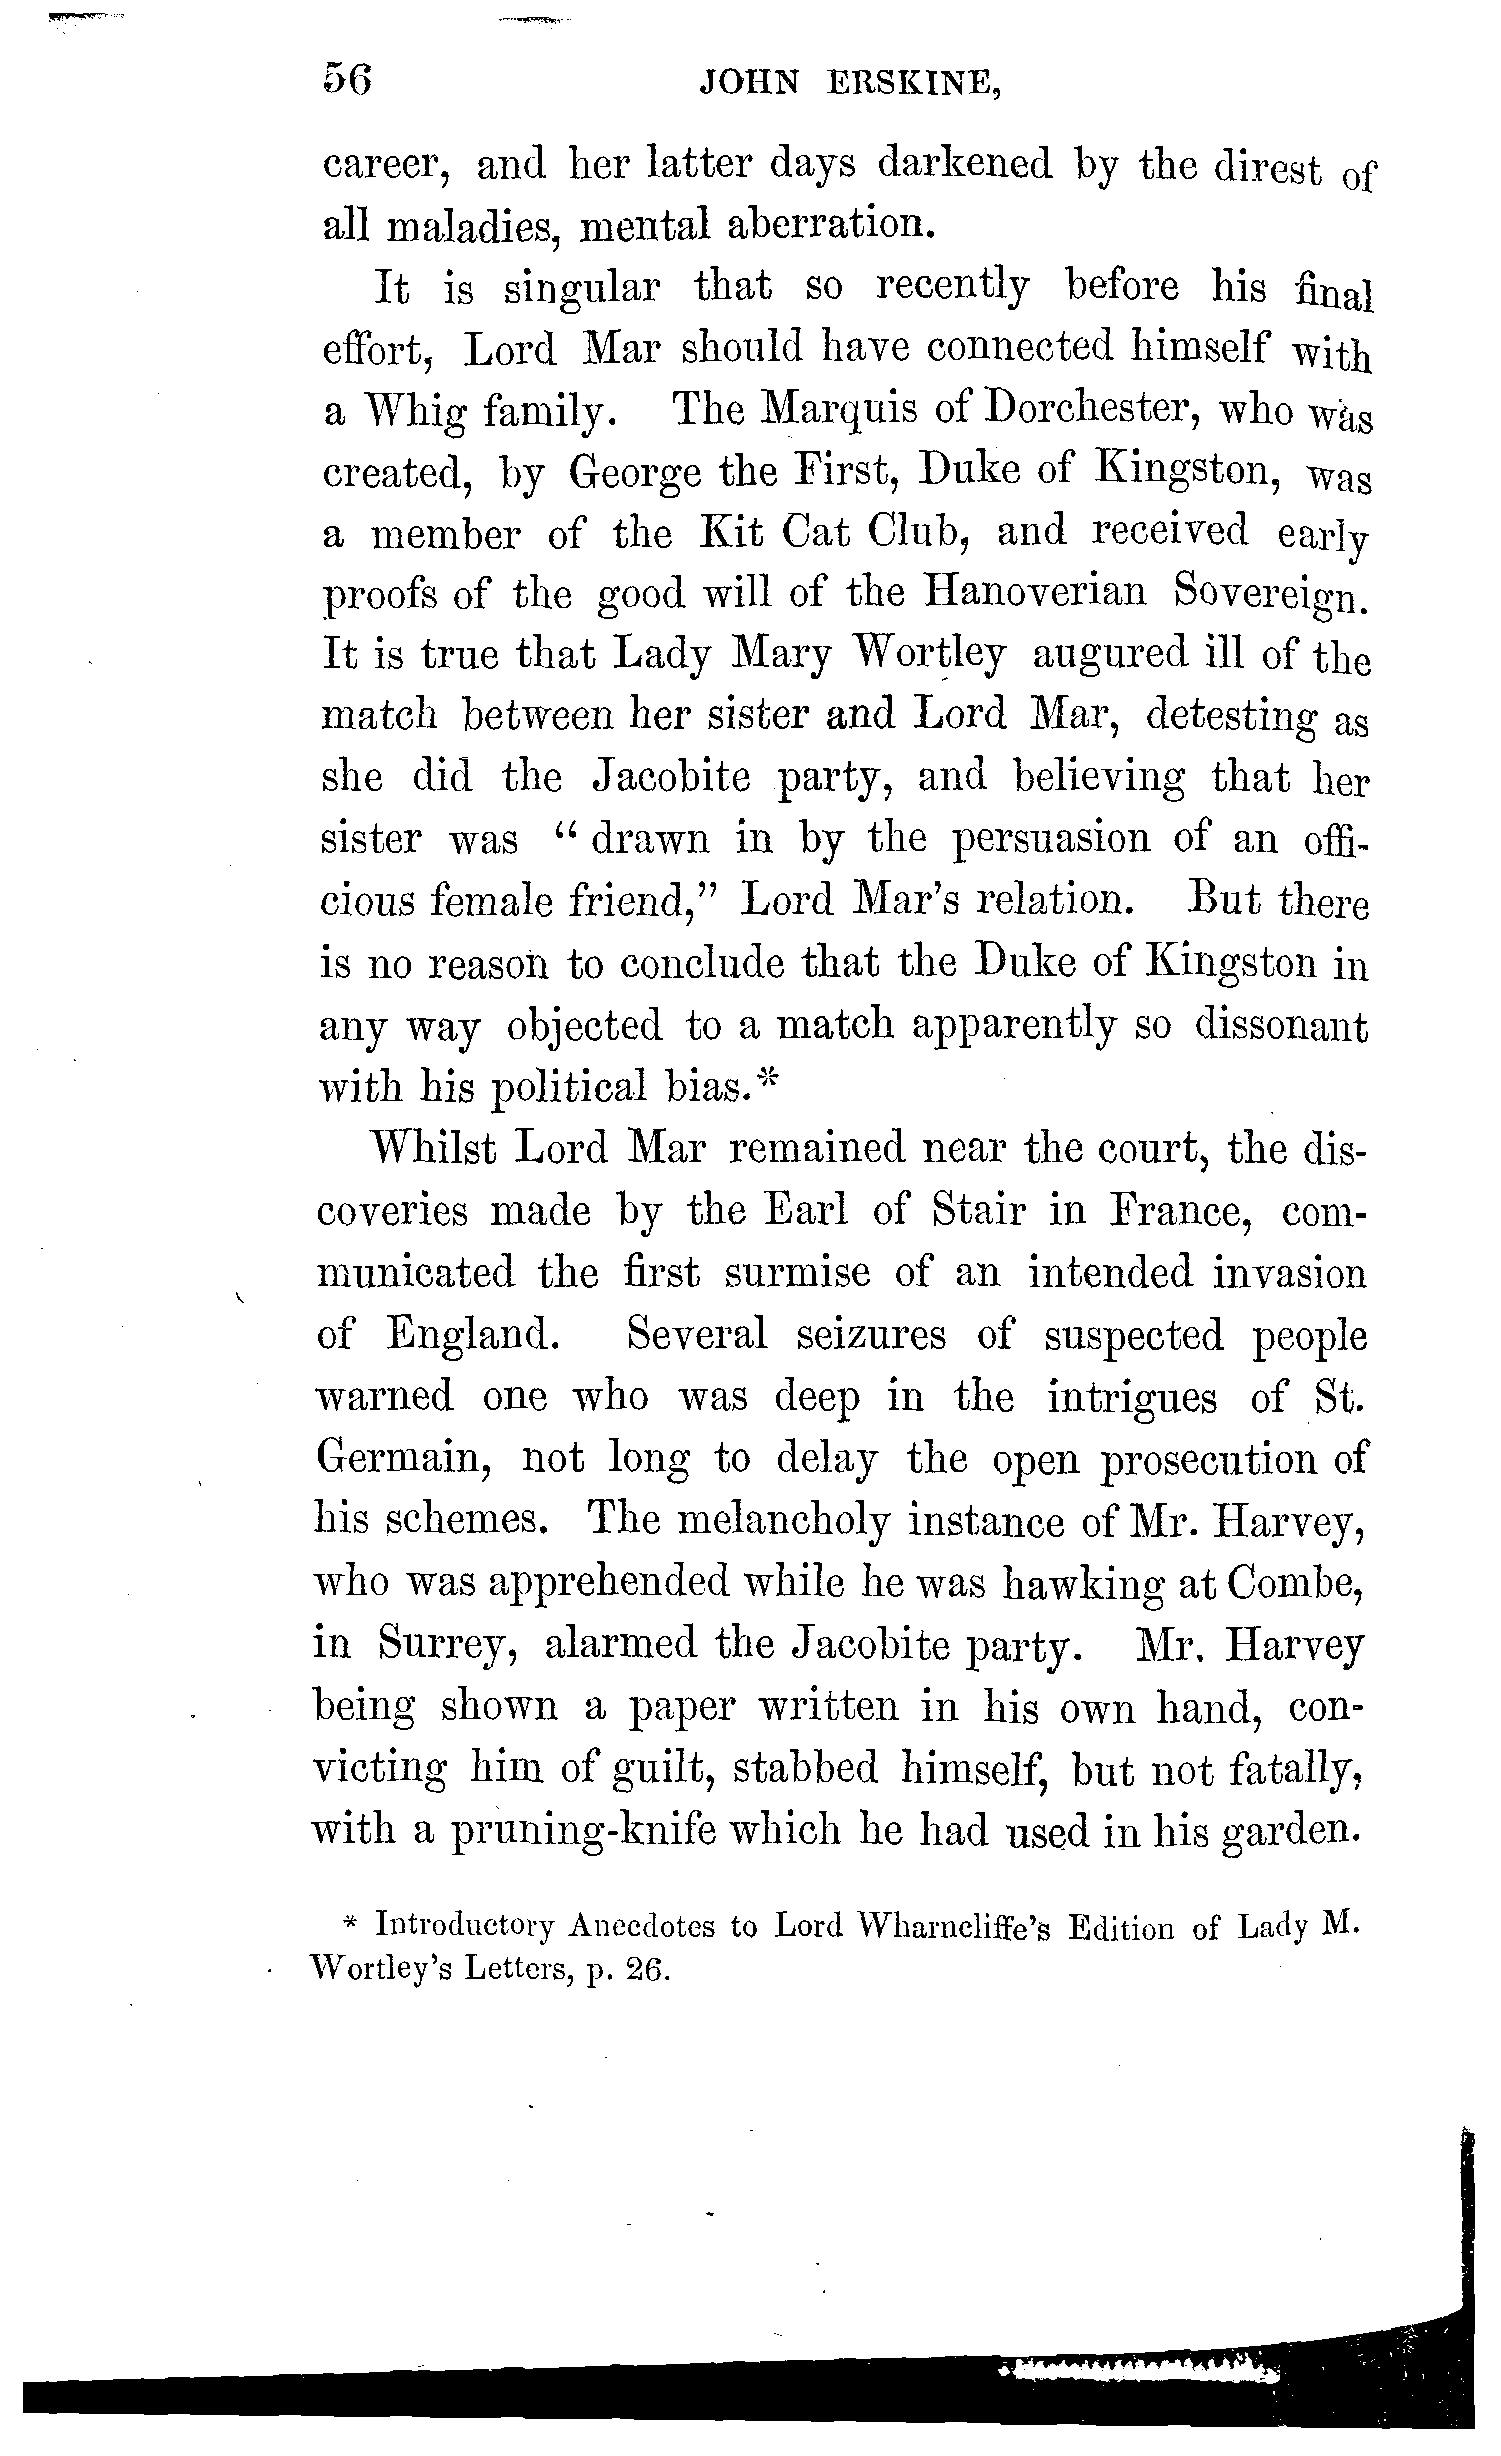 56 JOHN ERSKINE,
career, and her latter days darkened by the direst of
all maladies, mental aberration.
It is singular that so recently before his final
effort, Lord Mar should have connected himself with
a Whig family. The Marquis of Dorchester, who was
created, by George the First, Duke of Kingston, was
a member of the Kit Cat Club, and received early
proofs of the good will of the Hanoverian Sovereign.
It is true that Lady Mary Wortley augured ill of the
match between her sister and Lord Mar, detesting as
she did the Jacobite party, and believing that her
sister was “ drawn in by the persuasion of an offi-
cious female friend,” Lord Mar’s relation. But there
is no reason to conclude that the Duke of Kingston in
any way objected to a match apparently so dissonant
with his political bias.*
Whilst Lord Mar remained near the court, the dis-
coveries made by the Earl of Stair in France, com-
municated the first surmise of an intended invasion
of England. Several seizures of suspected people
warned one who was deep in the intrigues of St.
Germain, not long to delay the open prosecution of
his schemes. The melancholy instance of Mr. Harvey,
who was apprehended while he was hawking at Combe,
in Surrey, alarmed the Jacobite party. Mr. Harvey
being shown a paper written in his own hand, con-
victing him of guilt, stabbed himself, but not fatally,
with a pruning-knife which he had used in his garden.
* Introductory Anecdotes to Lord Wharncliffe’s Edition of Lady M.
Wortley’s Letters, p. 26.